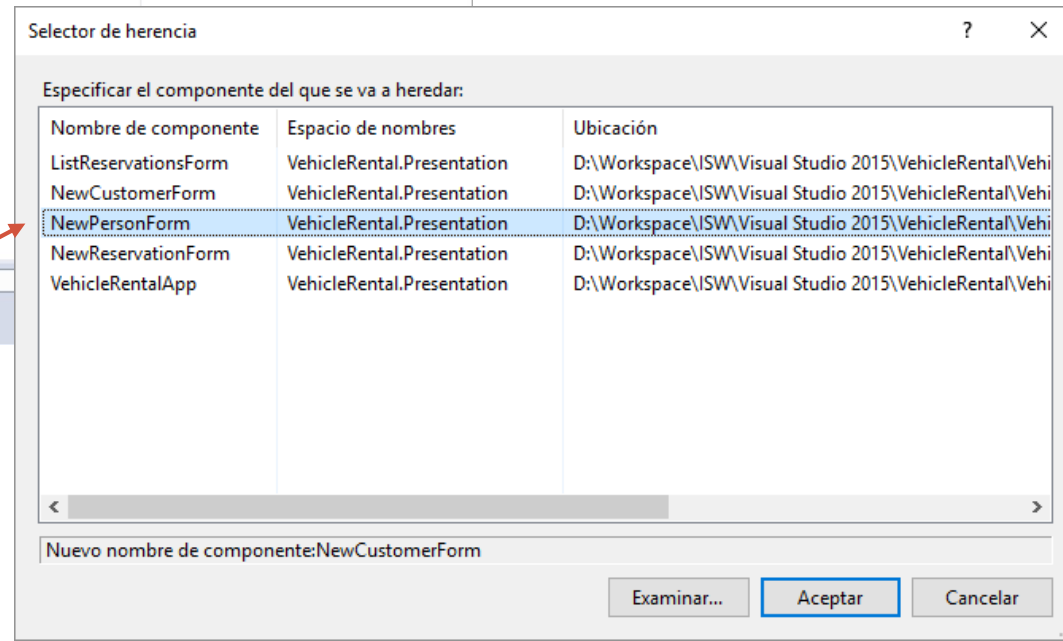 Selector de herencia ?
Especificar el componente del que se va a heredar:
Nombre de componente Espacio de nombres Ubicación
ListReservationsForm VehicleRental.Presentation D:\Workspace\ISW\Visual Studio 2015\VehicleRental\Vehi
NewCustomerForm VehicleRental.Presentation D:\Workspace\ISW\Visual Studio 2015\VehicleRental\Vehi
NewPersonForm VehicleRental.Presentation D:\Workspace\ISW\Visual Studio 2015\VehicleRental\Vehi
NewReservationForm VehicleRental.Presentation D:\Workspace\ISW\Visual Studio 2015\VehicleRental\Vehi
VehicleRentalApp VehicleRental.Presentation D:\Workspace\ISW\Visual Studio 2015\VehicleRental\Vehi
Nuevo nombre de componente:NewCustomerForm
Examinar... Aceptar Cancelar